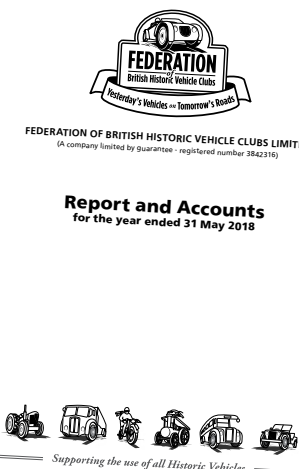 FEDERATION
of
British Historic Vehicle Clubs
Yesterday's Vehicles on Tomorrow's Roads
FEDERATION OF BRITISH HISTORIC VEHICLE CLUBS LIMIT
(A company limited by guarantee - registered number 3842316)
Report and Accounts
for the year ended 31 May 2018
Supporting the use of all Historic Vehicles